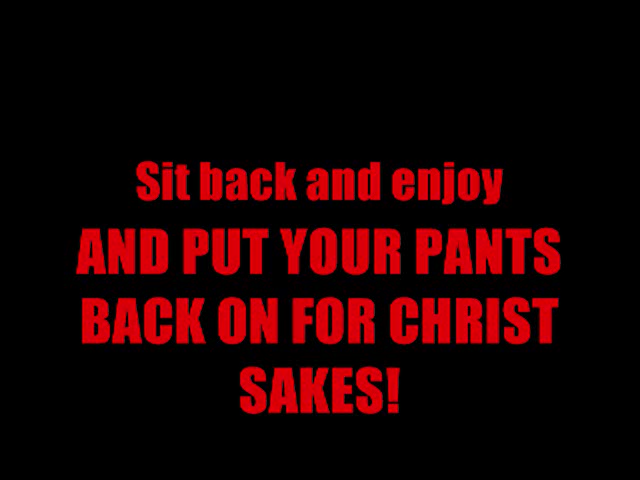 Sit back and enjoy
AND PUT YOUR PANTS
BACK ON FOR CHRIST
SAKES!